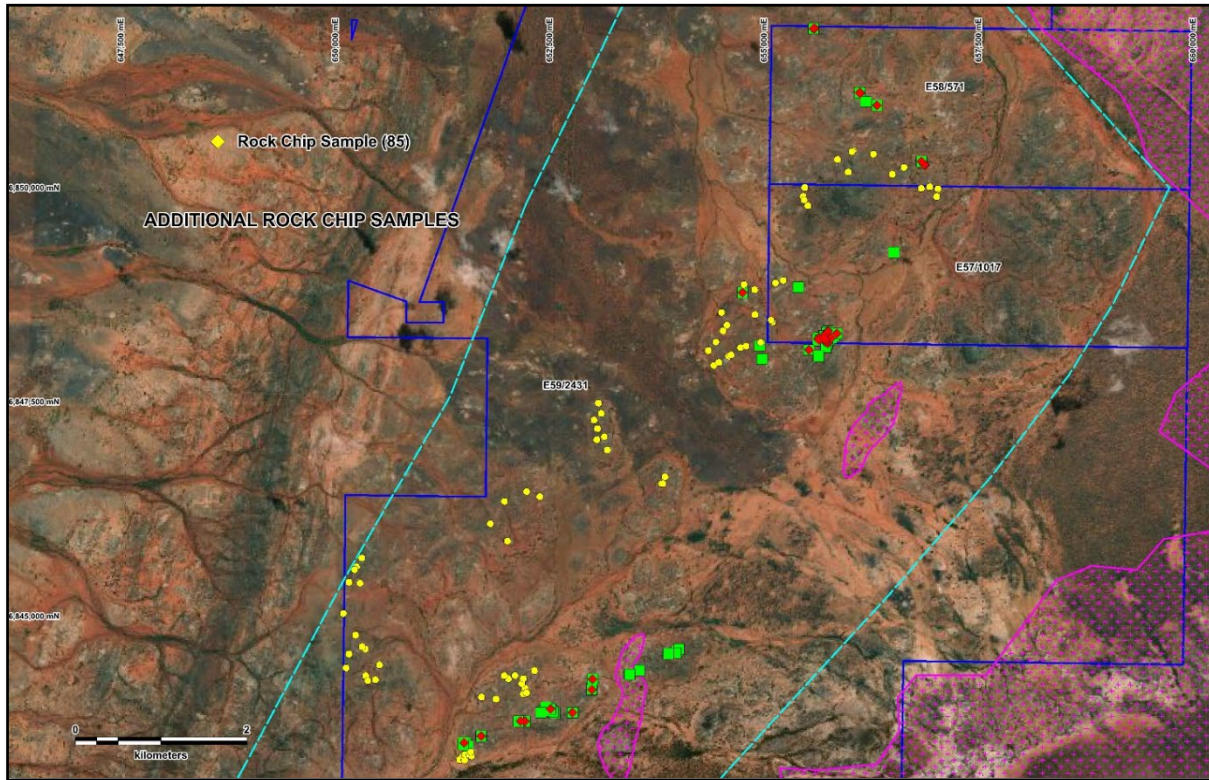 647,500 mE
650,000 mE
652,500 mE
655,000 mE
657,500 mE
660,000 mE
E58/571
Rock Chip Sample (85)
6,850,000 mN
ADDITIONAL ROCK CHIP SAMPLES
E57/1017
E59/2431
6,847,500 mN
6,845,000 mN
0 2
kilometers